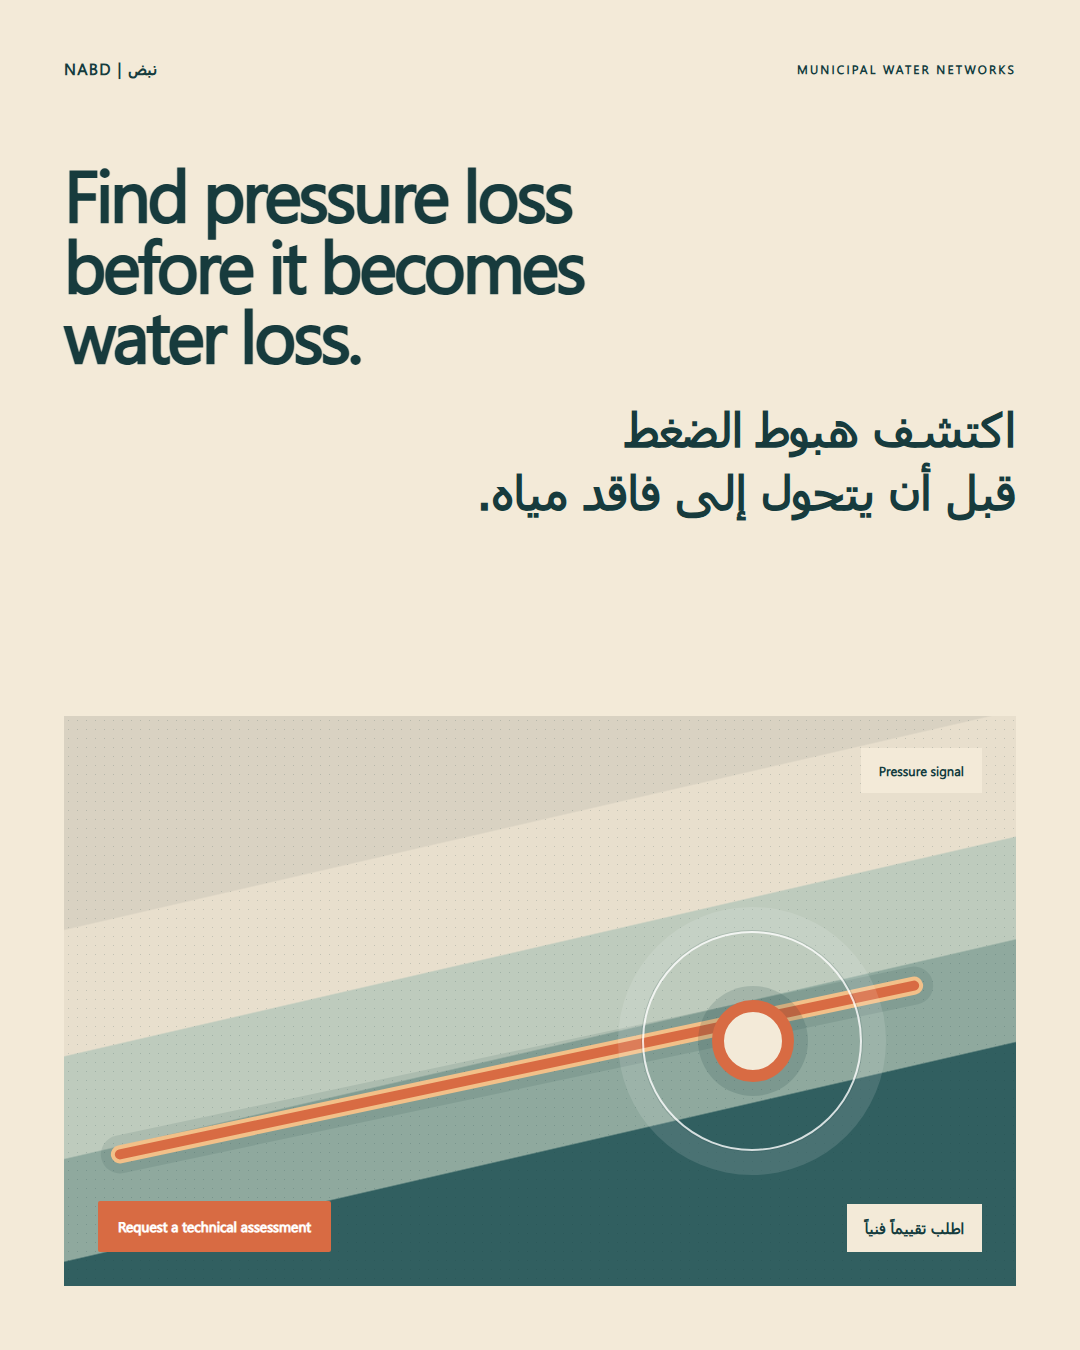 NABD | نبض
MUNICIPAL WATER NETWORKS
Find pressure loss
before it becomes
water loss.
اكتشف هبوط الضغط
قبل أن يتحول إلى فاقد مياه.
Pressure signal
Request a technical assessment
اطلب تقييماً فنياً